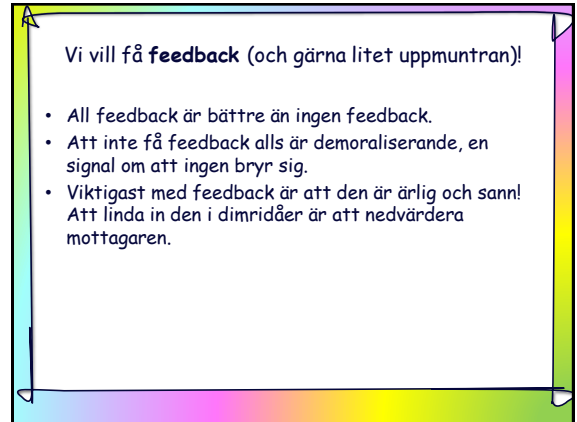 Vi vill få feedback (och gärna litet uppmuntran)!
• All feedback är bättre än ingen feedback.
• Att inte få feedback alls är demoraliserande, en
signal om att ingen bryr sig.
• Viktigast med feedback är att den är ärlig och sann!
Att linda in den i dimridåer är att nedvärdera
mottagaren.